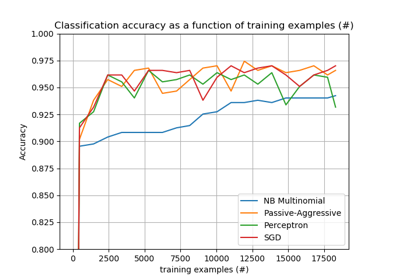 Classification accuracy as a function of training examples (#)
1.000
0.975
0.950
0.925
0.900
0.875
0.850
0.825
0.800
Accuracy
NB Multinomial
Passive-Aggressive
Perceptron
SGD
0 2500 5000 7500 10000 12500 15000 17500
training examples (#)